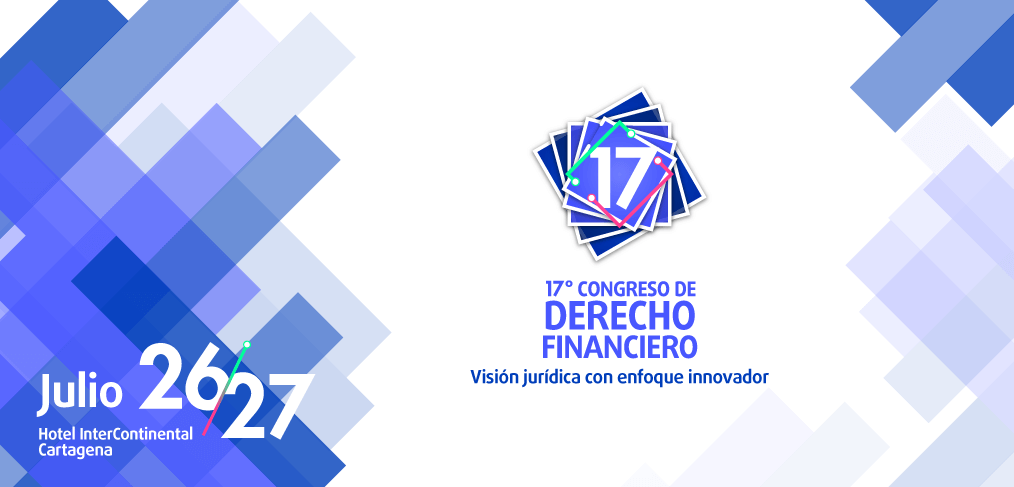 17
17° CONGRESO DE
DERECHO
FINANCIERO
Visión jurídica con enfoque innovador
Julio 26/27
Hotel InterContinental
Cartagena